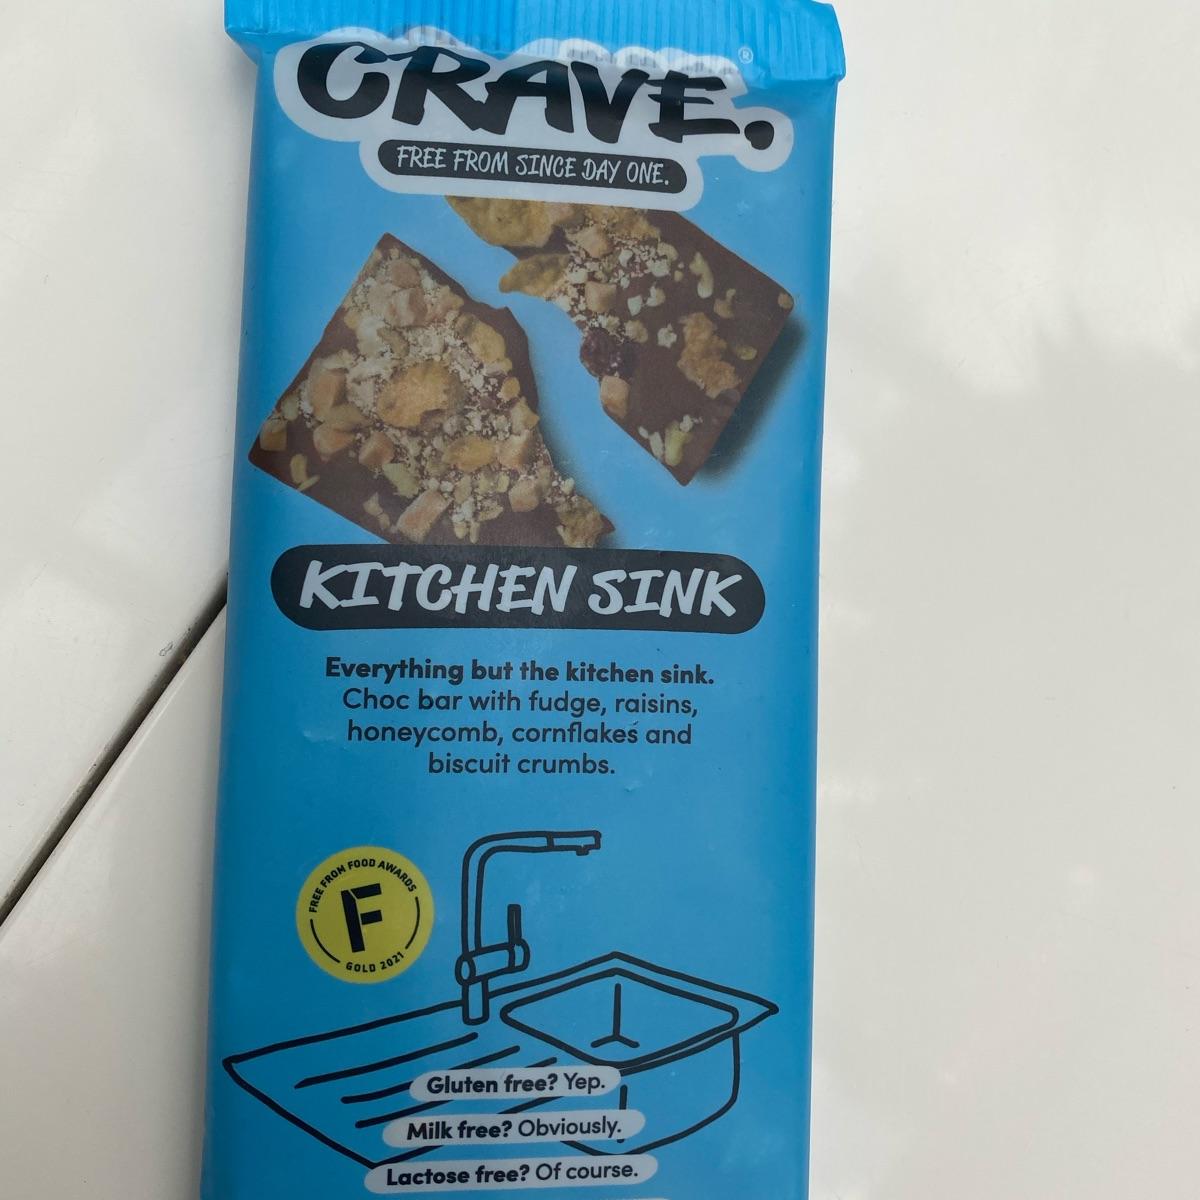 CRAVE.®
FREE FROM SINCE DAY ONE.
KITCHEN SINK
Everything but the kitchen sink.
Choc bar with fudge, raisins,
honeycomb, cornflakes and
biscuit crumbs.
FREE FROM FOOD AWARDS
F
GOLD 2021
Gluten free? Yep.
Milk free? Obviously.
Lactose free? Of course.